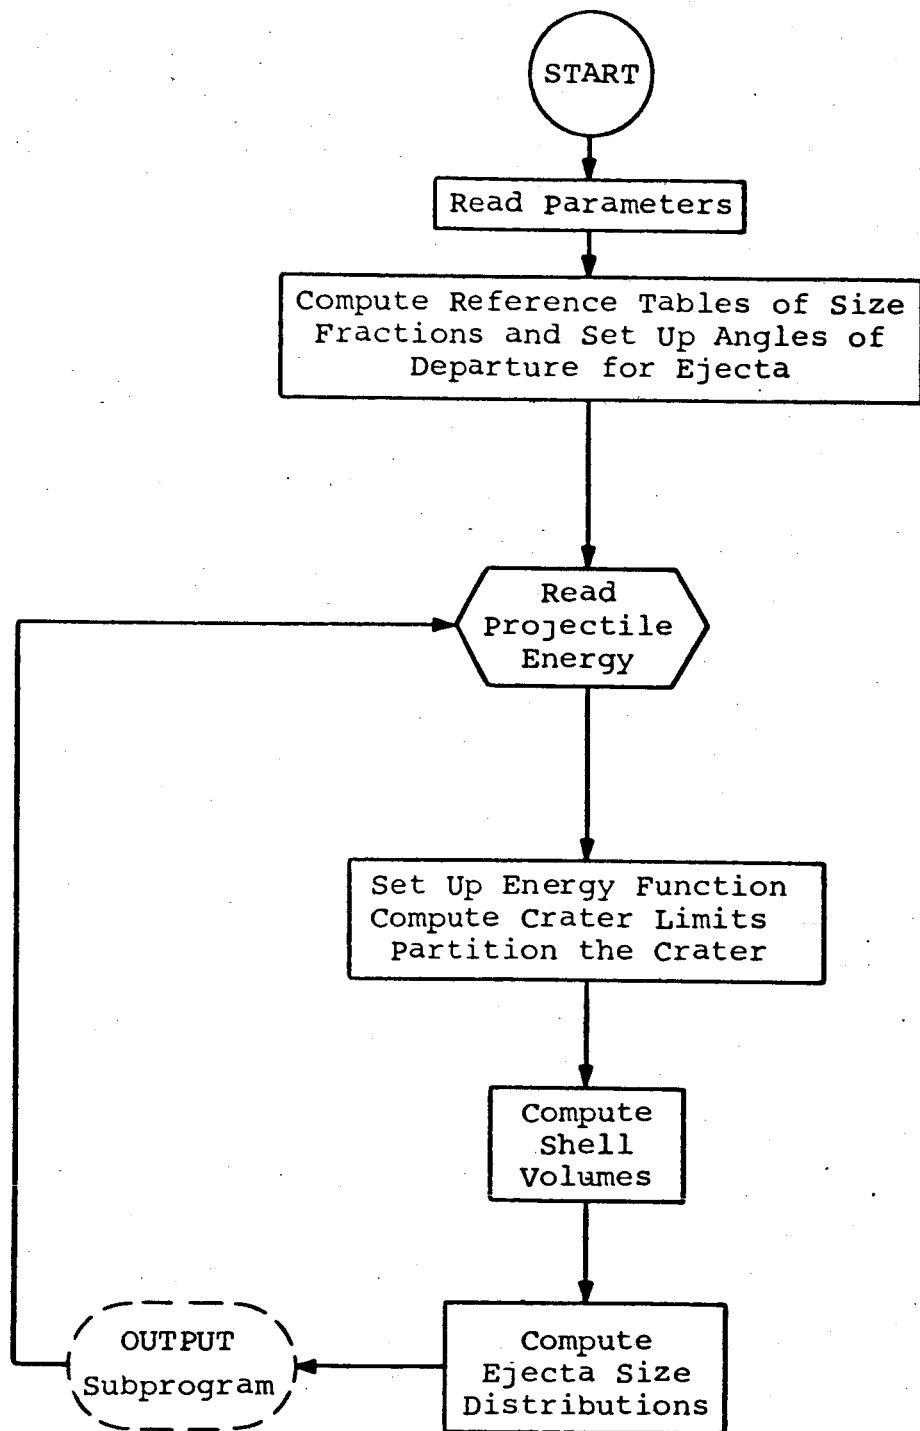 START
Read Parameters
Compute Reference Tables of Size
Fractions and Set Up Angles of
Departure for Ejecta
Read
Projectile
Energy
Set Up Energy Function
Compute Crater Limits
Partition the Crater
Compute
Shell
Volumes
Compute
Ejecta Size
Distributions
OUTPUT
Subprogram